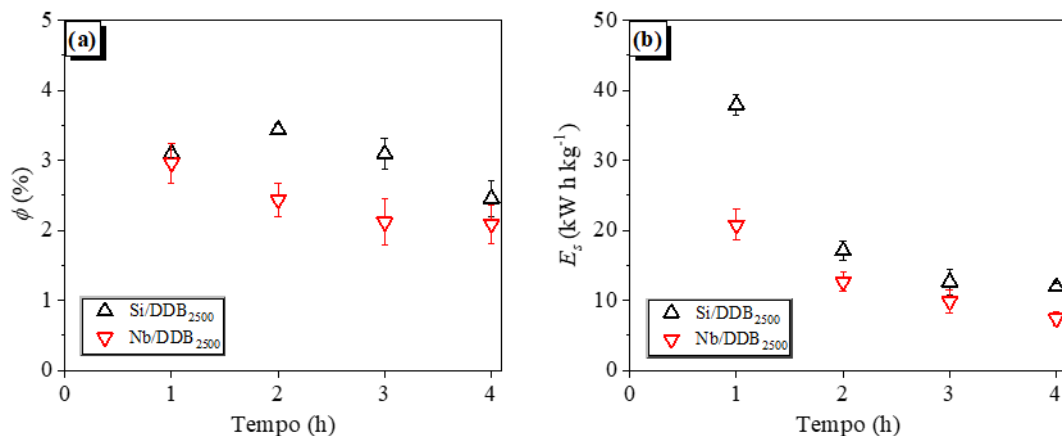 (a)
5
4
3
2
1
0
ϕ (%)
Si/DDB2500
Nb/DDB2500
0 1 2 3 4
Tempo (h)
(b)
50
40
30
20
10
0
Es (kW h kg-1)
Si/DDB2500
Nb/DDB2500
0 1 2 3 4
Tempo (h)